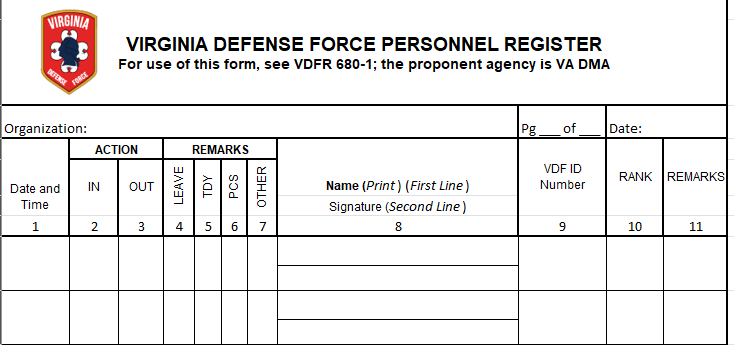 VIRGINIA
DEFENSE FORCE
VIRGINIA DEFENSE FORCE PERSONNEL REGISTER
For use of this form, see VDFR 680-1; the proponent agency is VA DMA
Organization: Pg ___ of ___ Date:
ACTION REMARKS
Date and Time IN OUT LEAVE TDY PCS OTHER Name (Print) (First Line) VDF ID Number RANK REMARKS
Signature (Second Line)
1 2 3 4 5 6 7 8 9 10 11